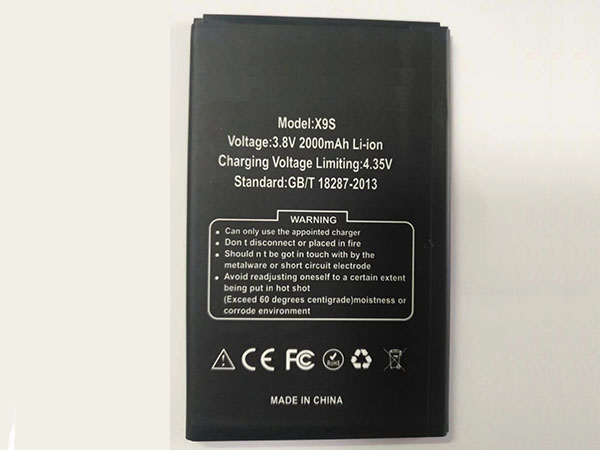 Model:X9S
Voltage:3.8V 2000mAh Li-ion
Charging Voltage Limiting:4.35V
Standard:GB/T 18287-2013
WARNING
• Can only use the appointed charger
• Don t disconnect or placed in fire
• Should n t be got in touch with by the
metalware or short circuit electrode
• Avoid readjusting oneself to a certain extent
being put in hot shot
(Exceed 60 degrees centigrade)moistness or
corrode environment
CE FC RoHS
MADE IN CHINA